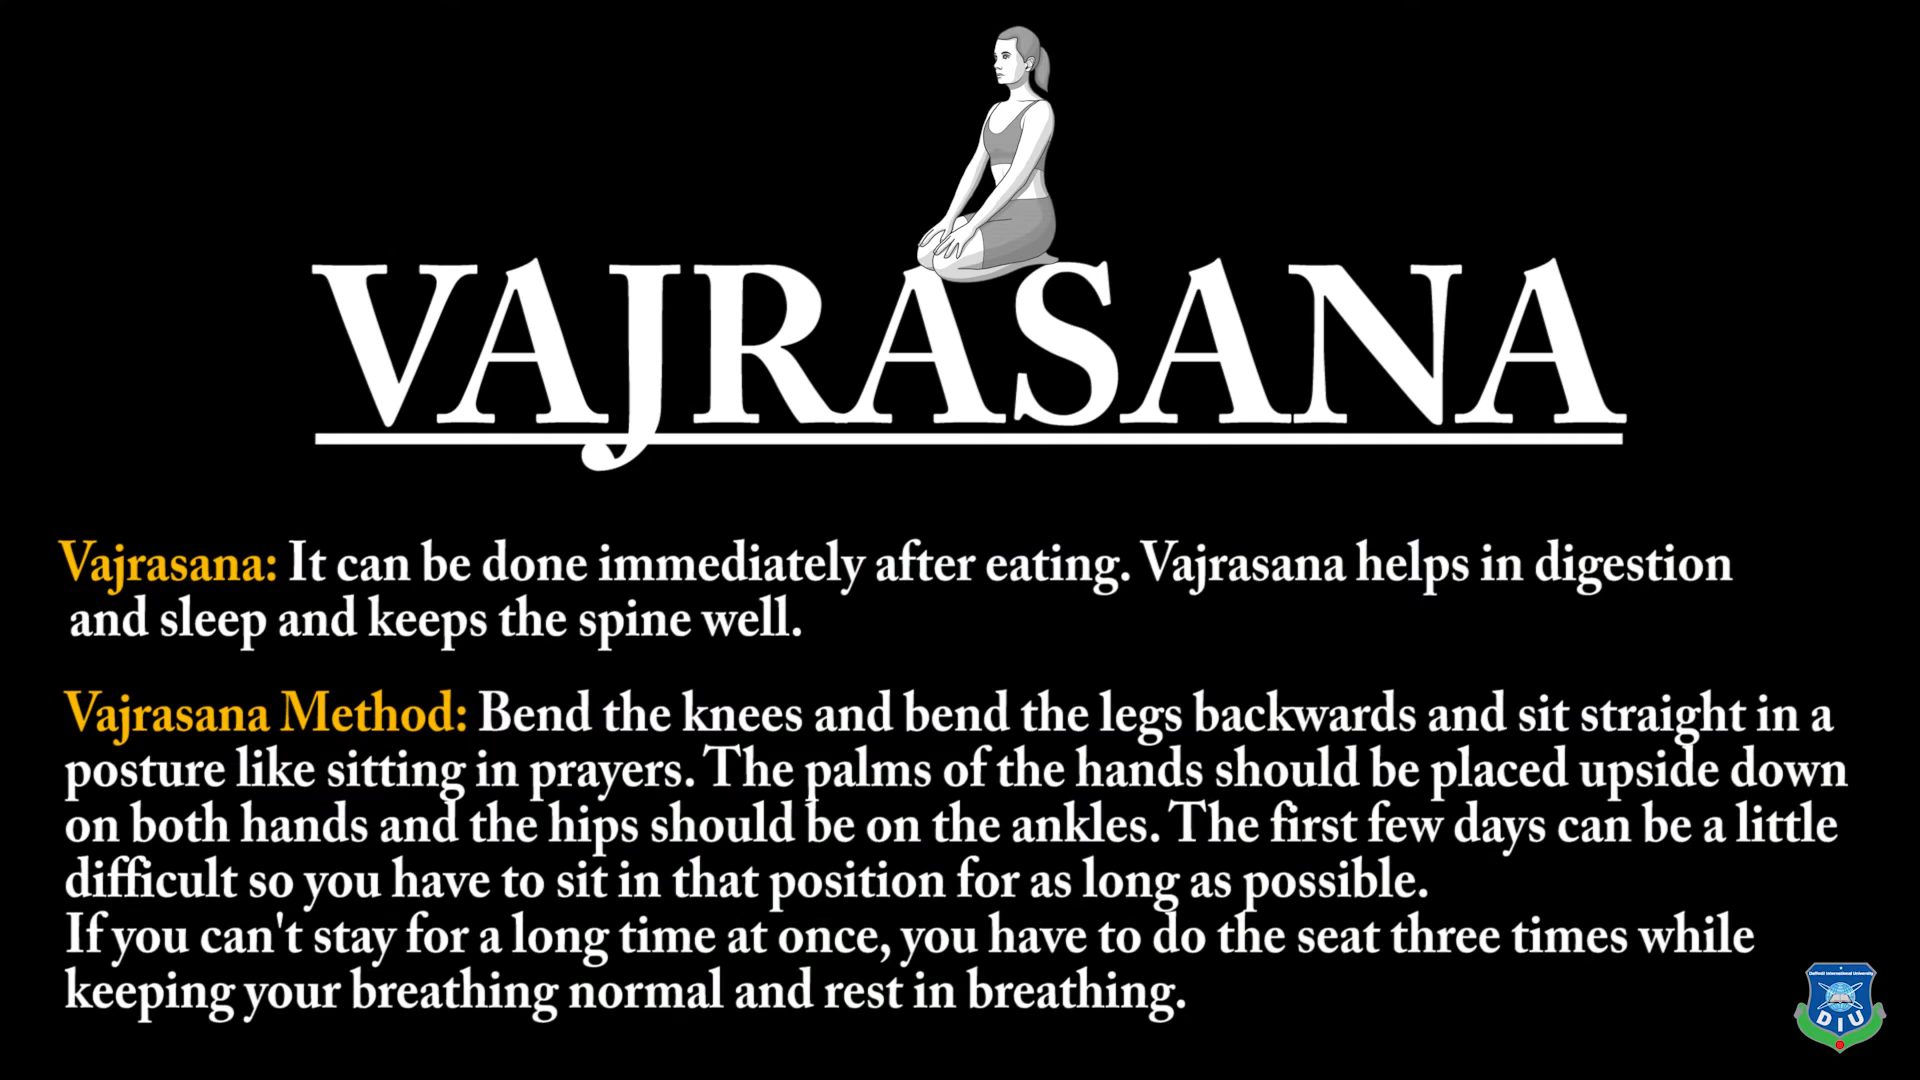 VAJRASANA
Vajrasana: It can be done immediately after eating. Vajrasana helps in digestion
and sleep and keeps the spine well.
Vajrasana Method: Bend the knees and bend the legs backwards and sit straight in a
posture like sitting in prayers. The palms of the hands should be placed upside down
on both hands and the hips should be on the ankles. The first few days can be a little
difficult so you have to sit in that position for as long as possible.
If you can't stay for a long time at once, you have to do the seat three times while
keeping your breathing normal and rest in breathing.
Daffodil International University
DIU